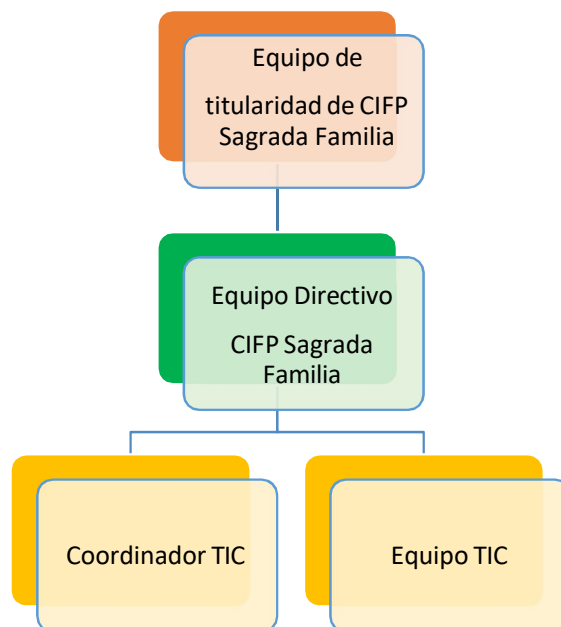 Equipo de
titularidad de CIFP
Sagrada Familia
Equipo Directivo
CIFP Sagrada
Familia
Coordinador TIC
Equipo TIC